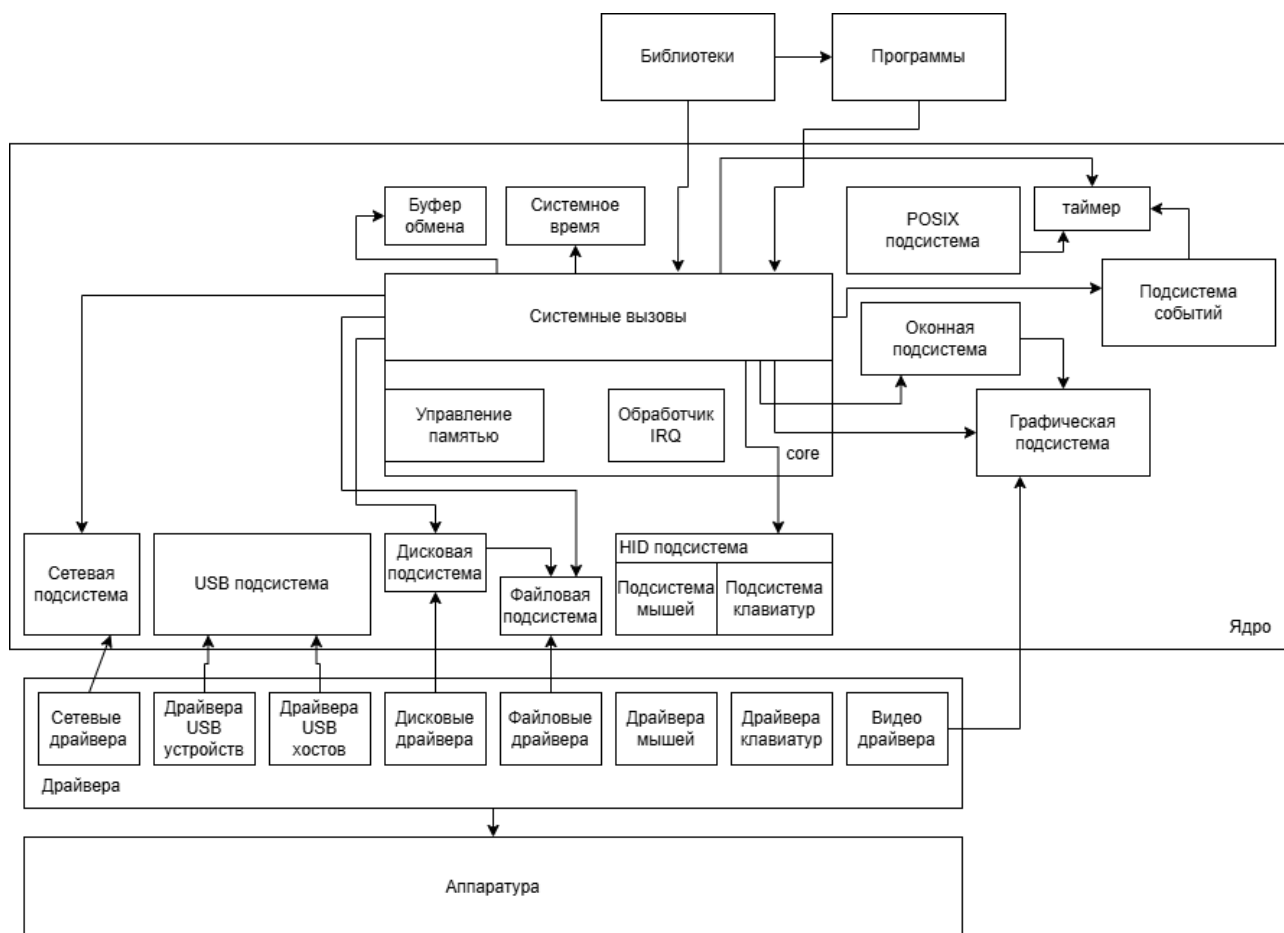 Библиотеки
Программы
Буфер
обмена
Системное
время
POSIX
подсистема
таймер
Подсистема
событий
Системные вызовы
Оконная
подсистема
Управление
памятью
Обработчик
IRQ
core
Графическая
подсистема
Сетевая
подсистема
USB подсистема
Дисковая
подсистема
Файловая
подсистема
HID подсистема
Подсистема
мышей
Подсистема
клавиатур
Ядро
Сетевые
драйвера
Драйвера
USB
устройств
Драйвера
USB
хостов
Дисковые
драйвера
Файловые
драйвера
Драйвера
мышей
Драйвера
клавиатур
Видео
драйвера
Драйвера
Аппаратура